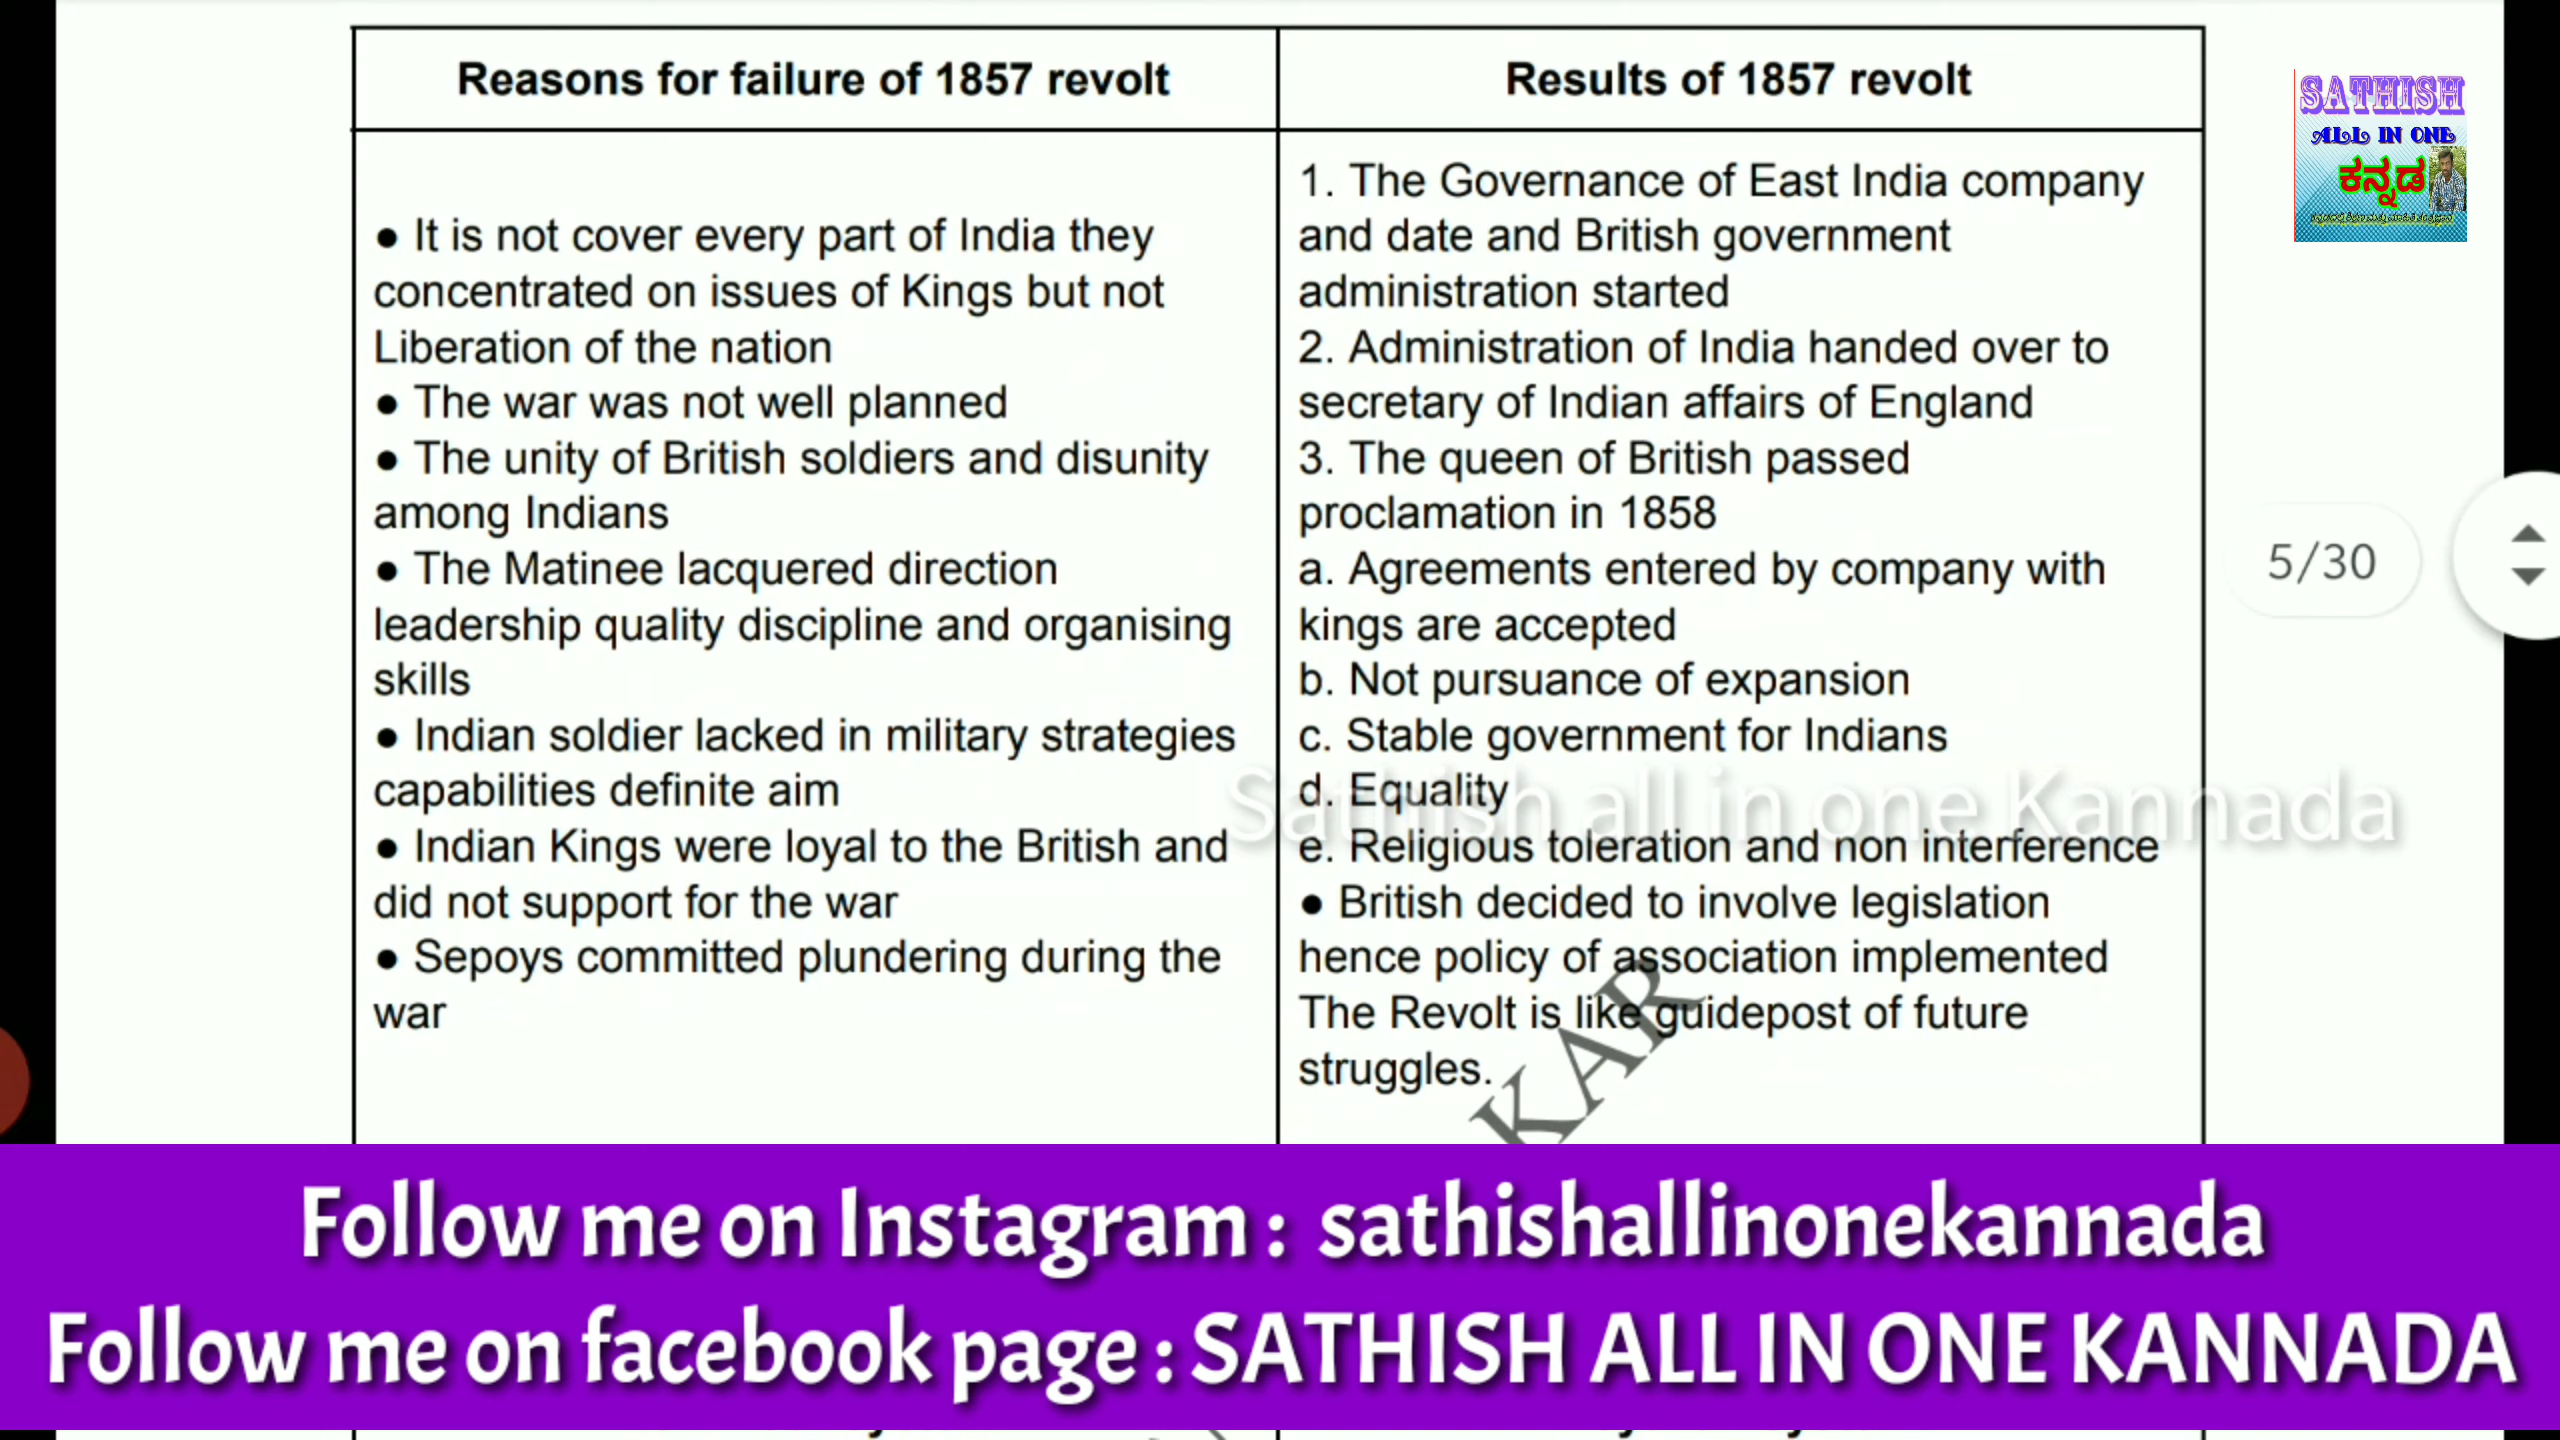 Reasons for failure of 1857 revolt
● It is not cover every part of India they
concentrated on issues of Kings but not
Liberation of the nation
● The war was not well planned
● The unity of British soldiers and disunity
among Indians
● The Matinee lacquered direction
leadership quality discipline and organising
skills
● Indian soldier lacked in military strategies
capabilities definite aim
● Indian Kings were loyal to the British and
did not support for the war
● Sepoys committed plundering during the
war
Results of 1857 revolt
1. The Governance of East India company
and date and British government
administration started
2. Administration of India handed over to
secretary of Indian affairs of England
3. The queen of British passed
proclamation in 1858
a. Agreements entered by company with
kings are accepted
b. Not pursuance of expansion
c. Stable government for Indians
d. Equality
e. Religious toleration and non interference
● British decided to involve legislation
hence policy of association implemented
The Revolt is like guidepost of future
struggles.
SATHISH
ALL IN ONE
ಕನ್ನಡ
5/30
Sathish all in one Kannada
KAR
Follow me on Instagram : sathishallinonekannada
Follow me on facebook page : SATHISH ALL IN ONE KANNADA